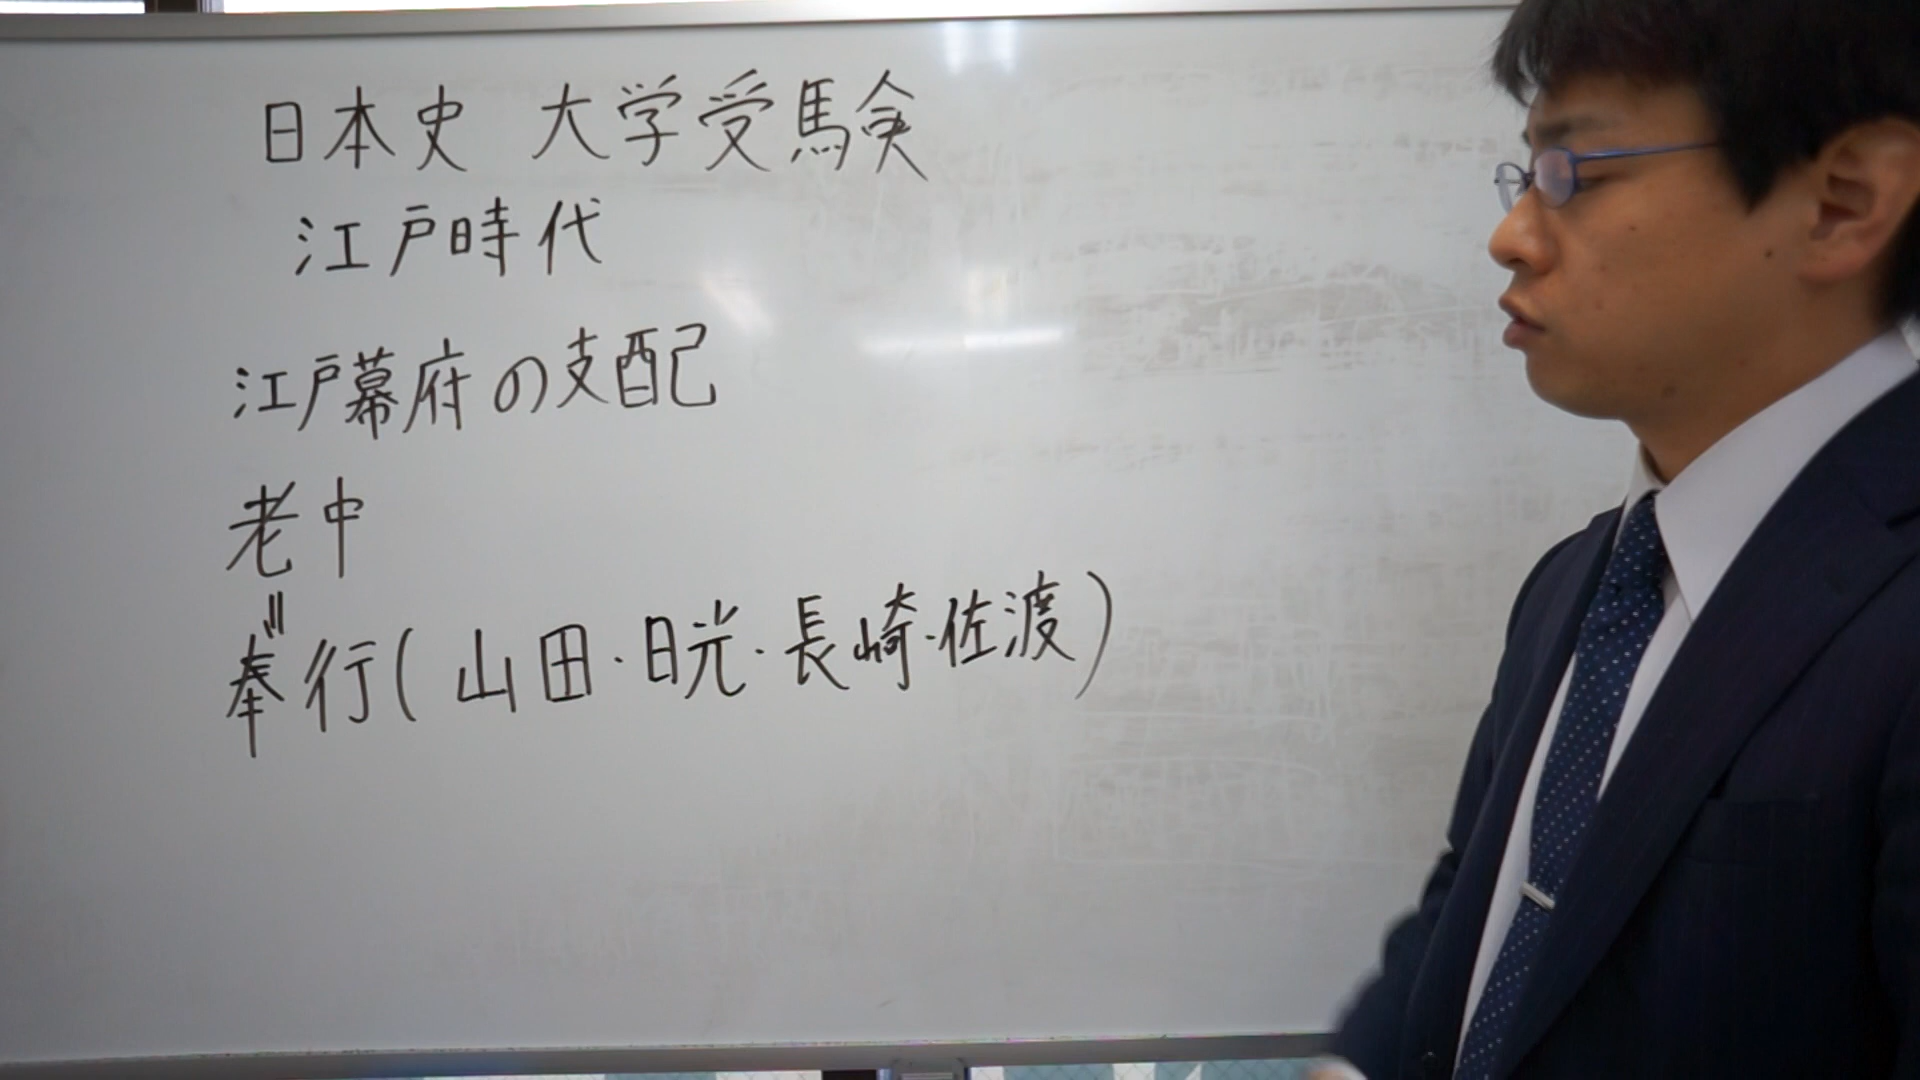 日本史 大学受験
江戸時代
江戸幕府の支配
老中
〃
奉行(山田・日光・長崎・佐渡)